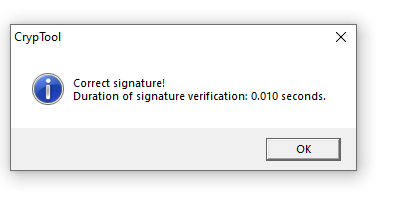 CrypTool
Correct signature!
Duration of signature verification: 0.010 seconds.
OK